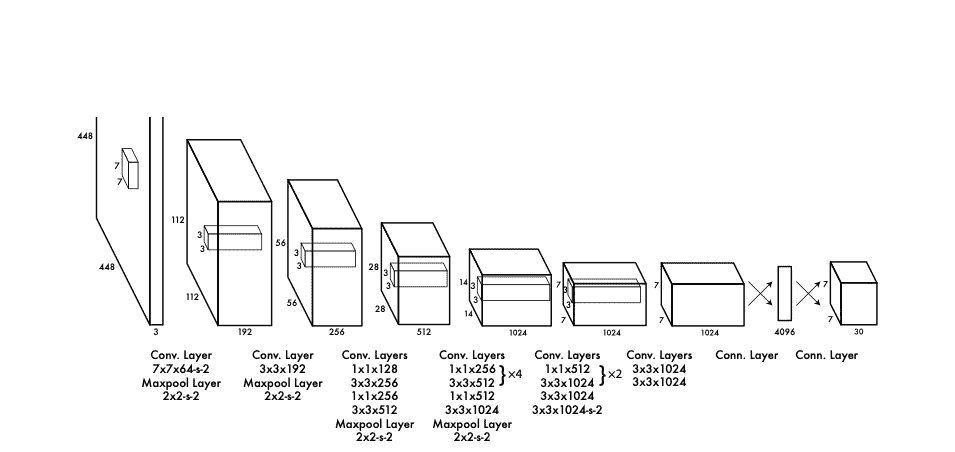 448
7
7
448
3
112
3
3
112
192
56
3
3
56
256
28
3
3
28
512
14
3
3
14
1024
7
3
3
7
1024
7
7
1024
4096
7
7
30
Conv. Layer
7x7x64-s-2
Maxpool Layer
2x2-s-2
Conv. Layer
3x3x192
Maxpool Layer
2x2-s-2
Conv. Layers
1x1x128
3x3x256
1x1x256
3x3x512
Maxpool Layer
2x2-s-2
Conv. Layers
1x1x256
3x3x512
}×4
1x1x512
3x3x1024
Maxpool Layer
2x2-s-2
Conv. Layers
1x1x512
3x3x1024
}×2
3x3x1024
3x3x1024-s-2
Conv. Layers
3x3x1024
3x3x1024
Conn. Layer
Conn. Layer